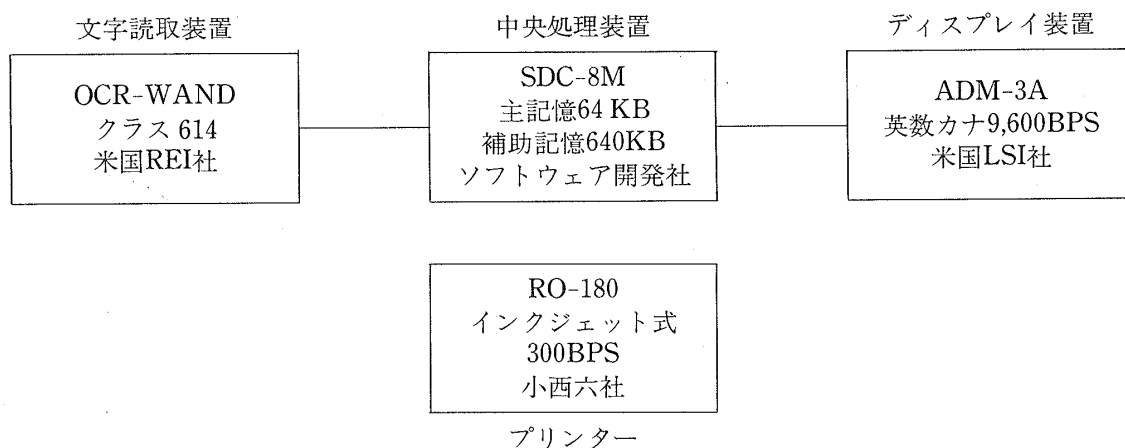 文字読取装置
OCR-WAND
クラス 614
米国REI社
中央処理装置
SDC-8M
主記憶64 KB
補助記憶640KB
ソフトウェア開発社
ディスプレイ装置
ADM-3A
英数カナ9,600BPS
米国LSI社
RO-180
インクジェット式
300BPS
小西六社
プリンター